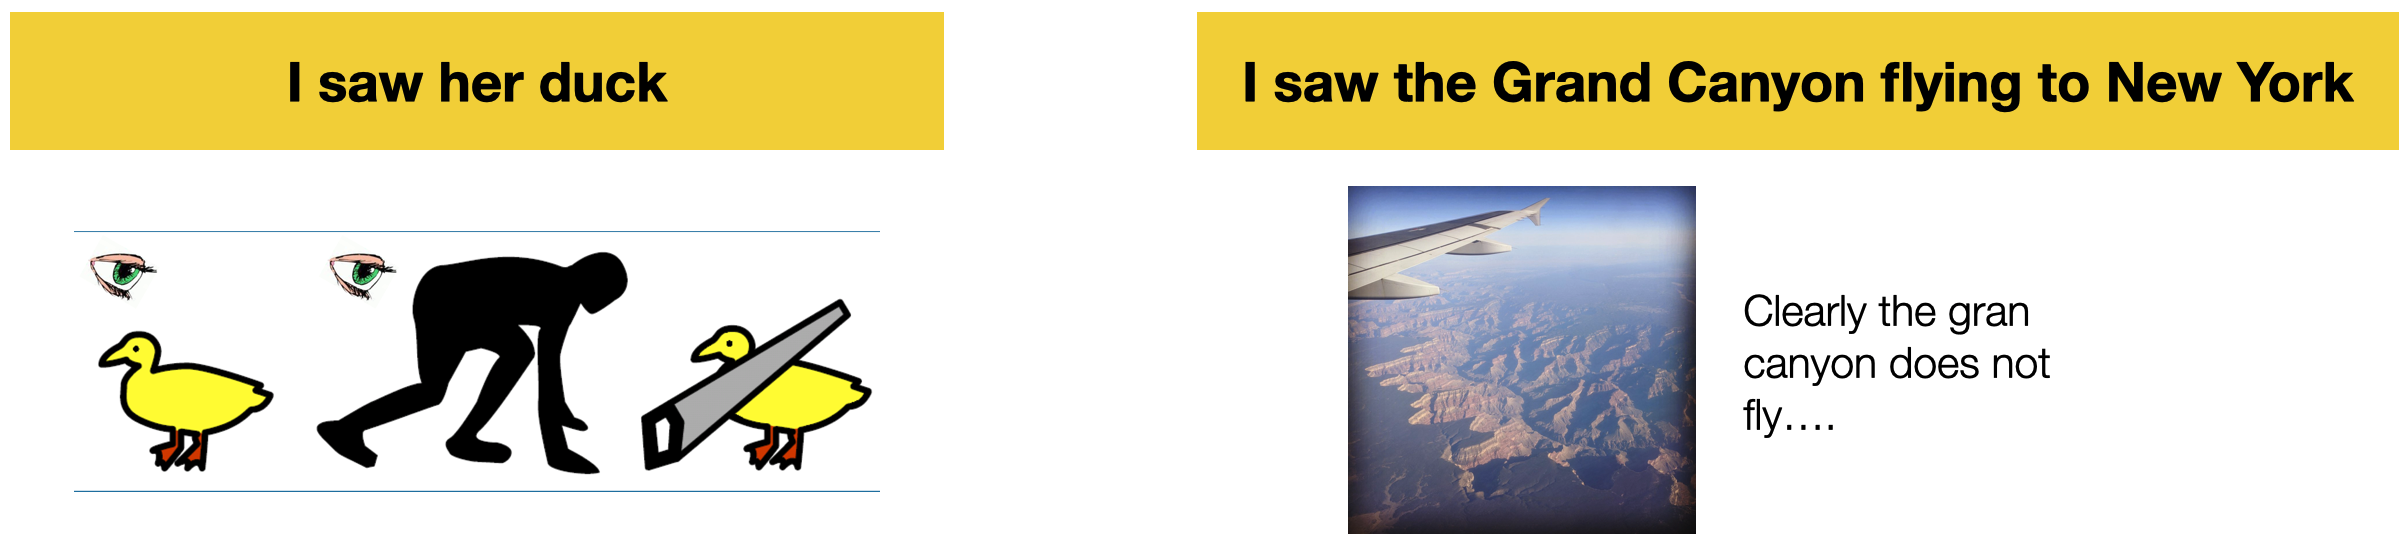 I saw her duck
I saw the Grand Canyon flying to New York
Clearly the gran
canyon does not
fly….